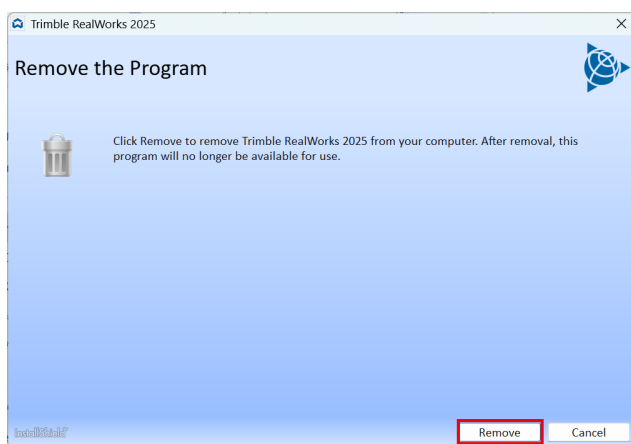 Trimble RealWorks 2025
Remove the Program
Click Remove to remove Trimble RealWorks 2025 from your computer. After removal, this
program will no longer be available for use.
InstallShield
Remove
Cancel